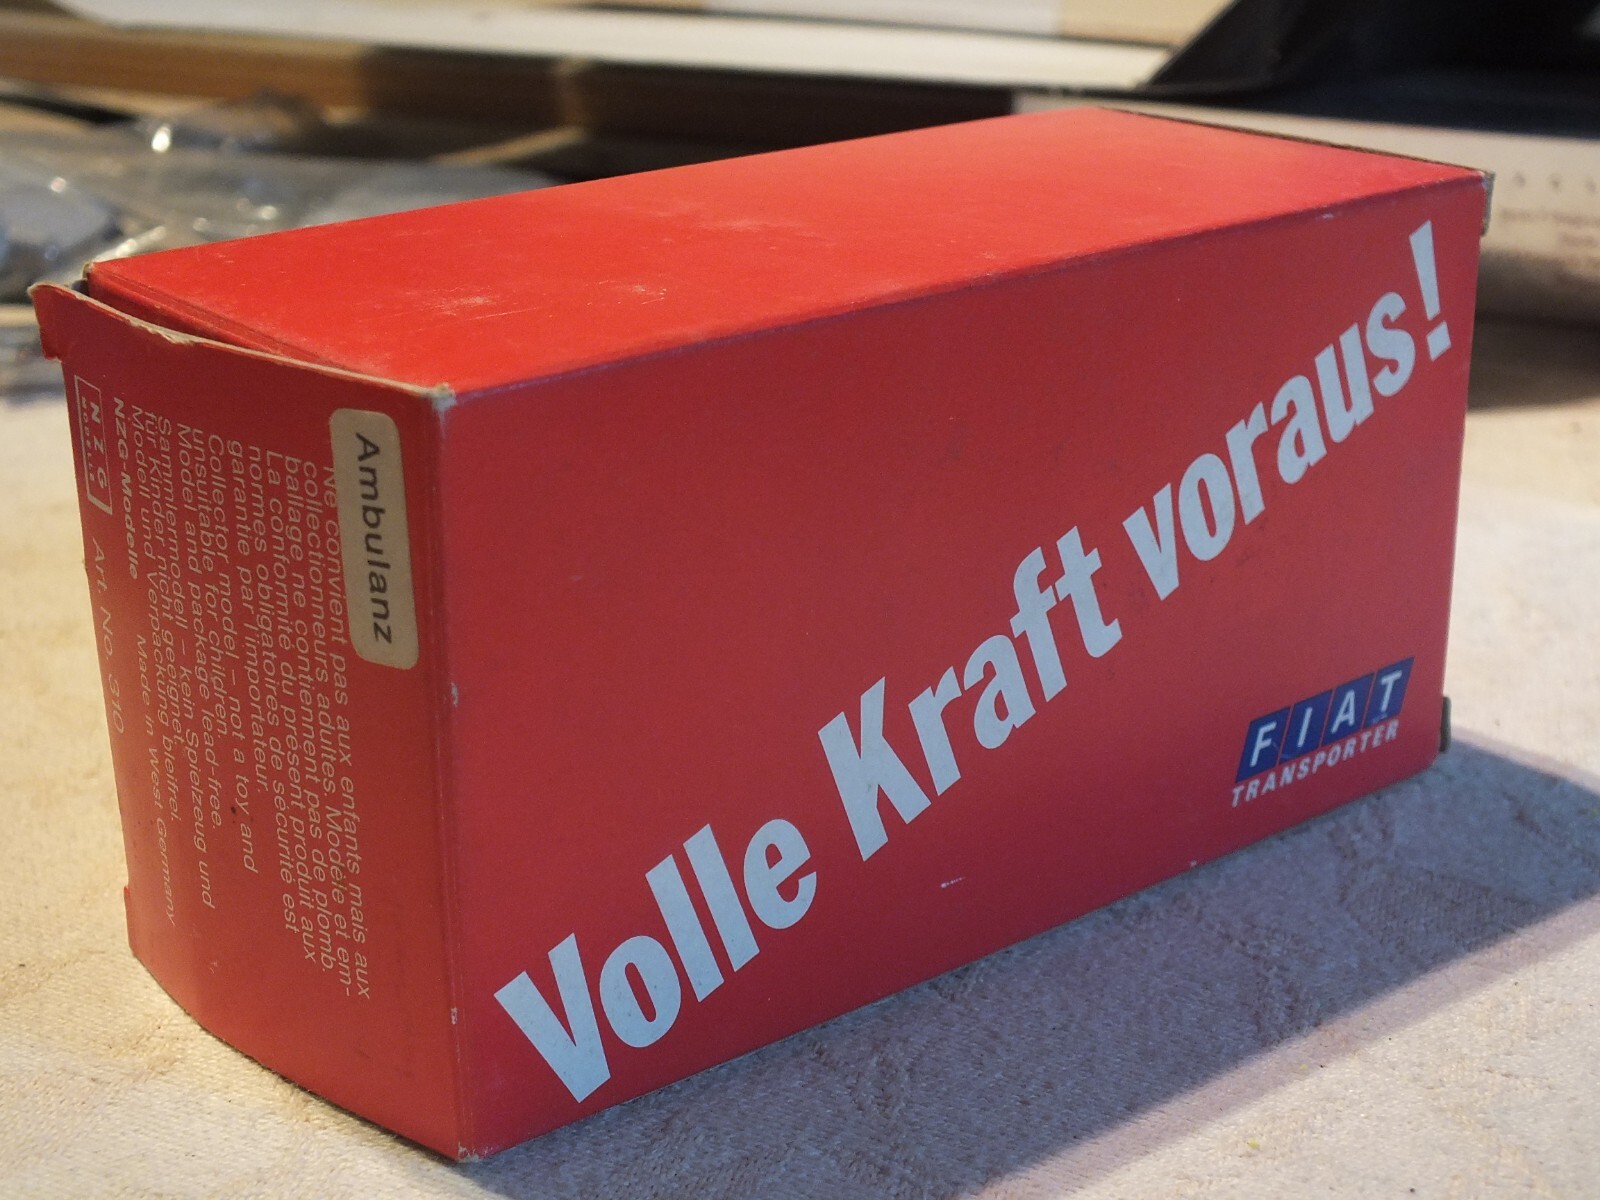 Volle Kraft voraus!
FIAT
TRANSPORTER
Ambulanz
Ne convient pas aux enfants mais aux
collectionneurs adultes. Modèle et em-
ballage ne contiennent pas de plomb.
La conformité du présent produit aux
normes obligatoires de sécurité est
garantie par l'importateur.
Collector model – not a toy and
unsuitable for children.
Model and package lead-free.
Sammlermodell – kein Spielzeug und
für Kinder nicht geeignet.
Modell und Verpackung bleifrei.
NZG-Modelle Made in West Germany
NZG
MODELLE
Art. No. 310